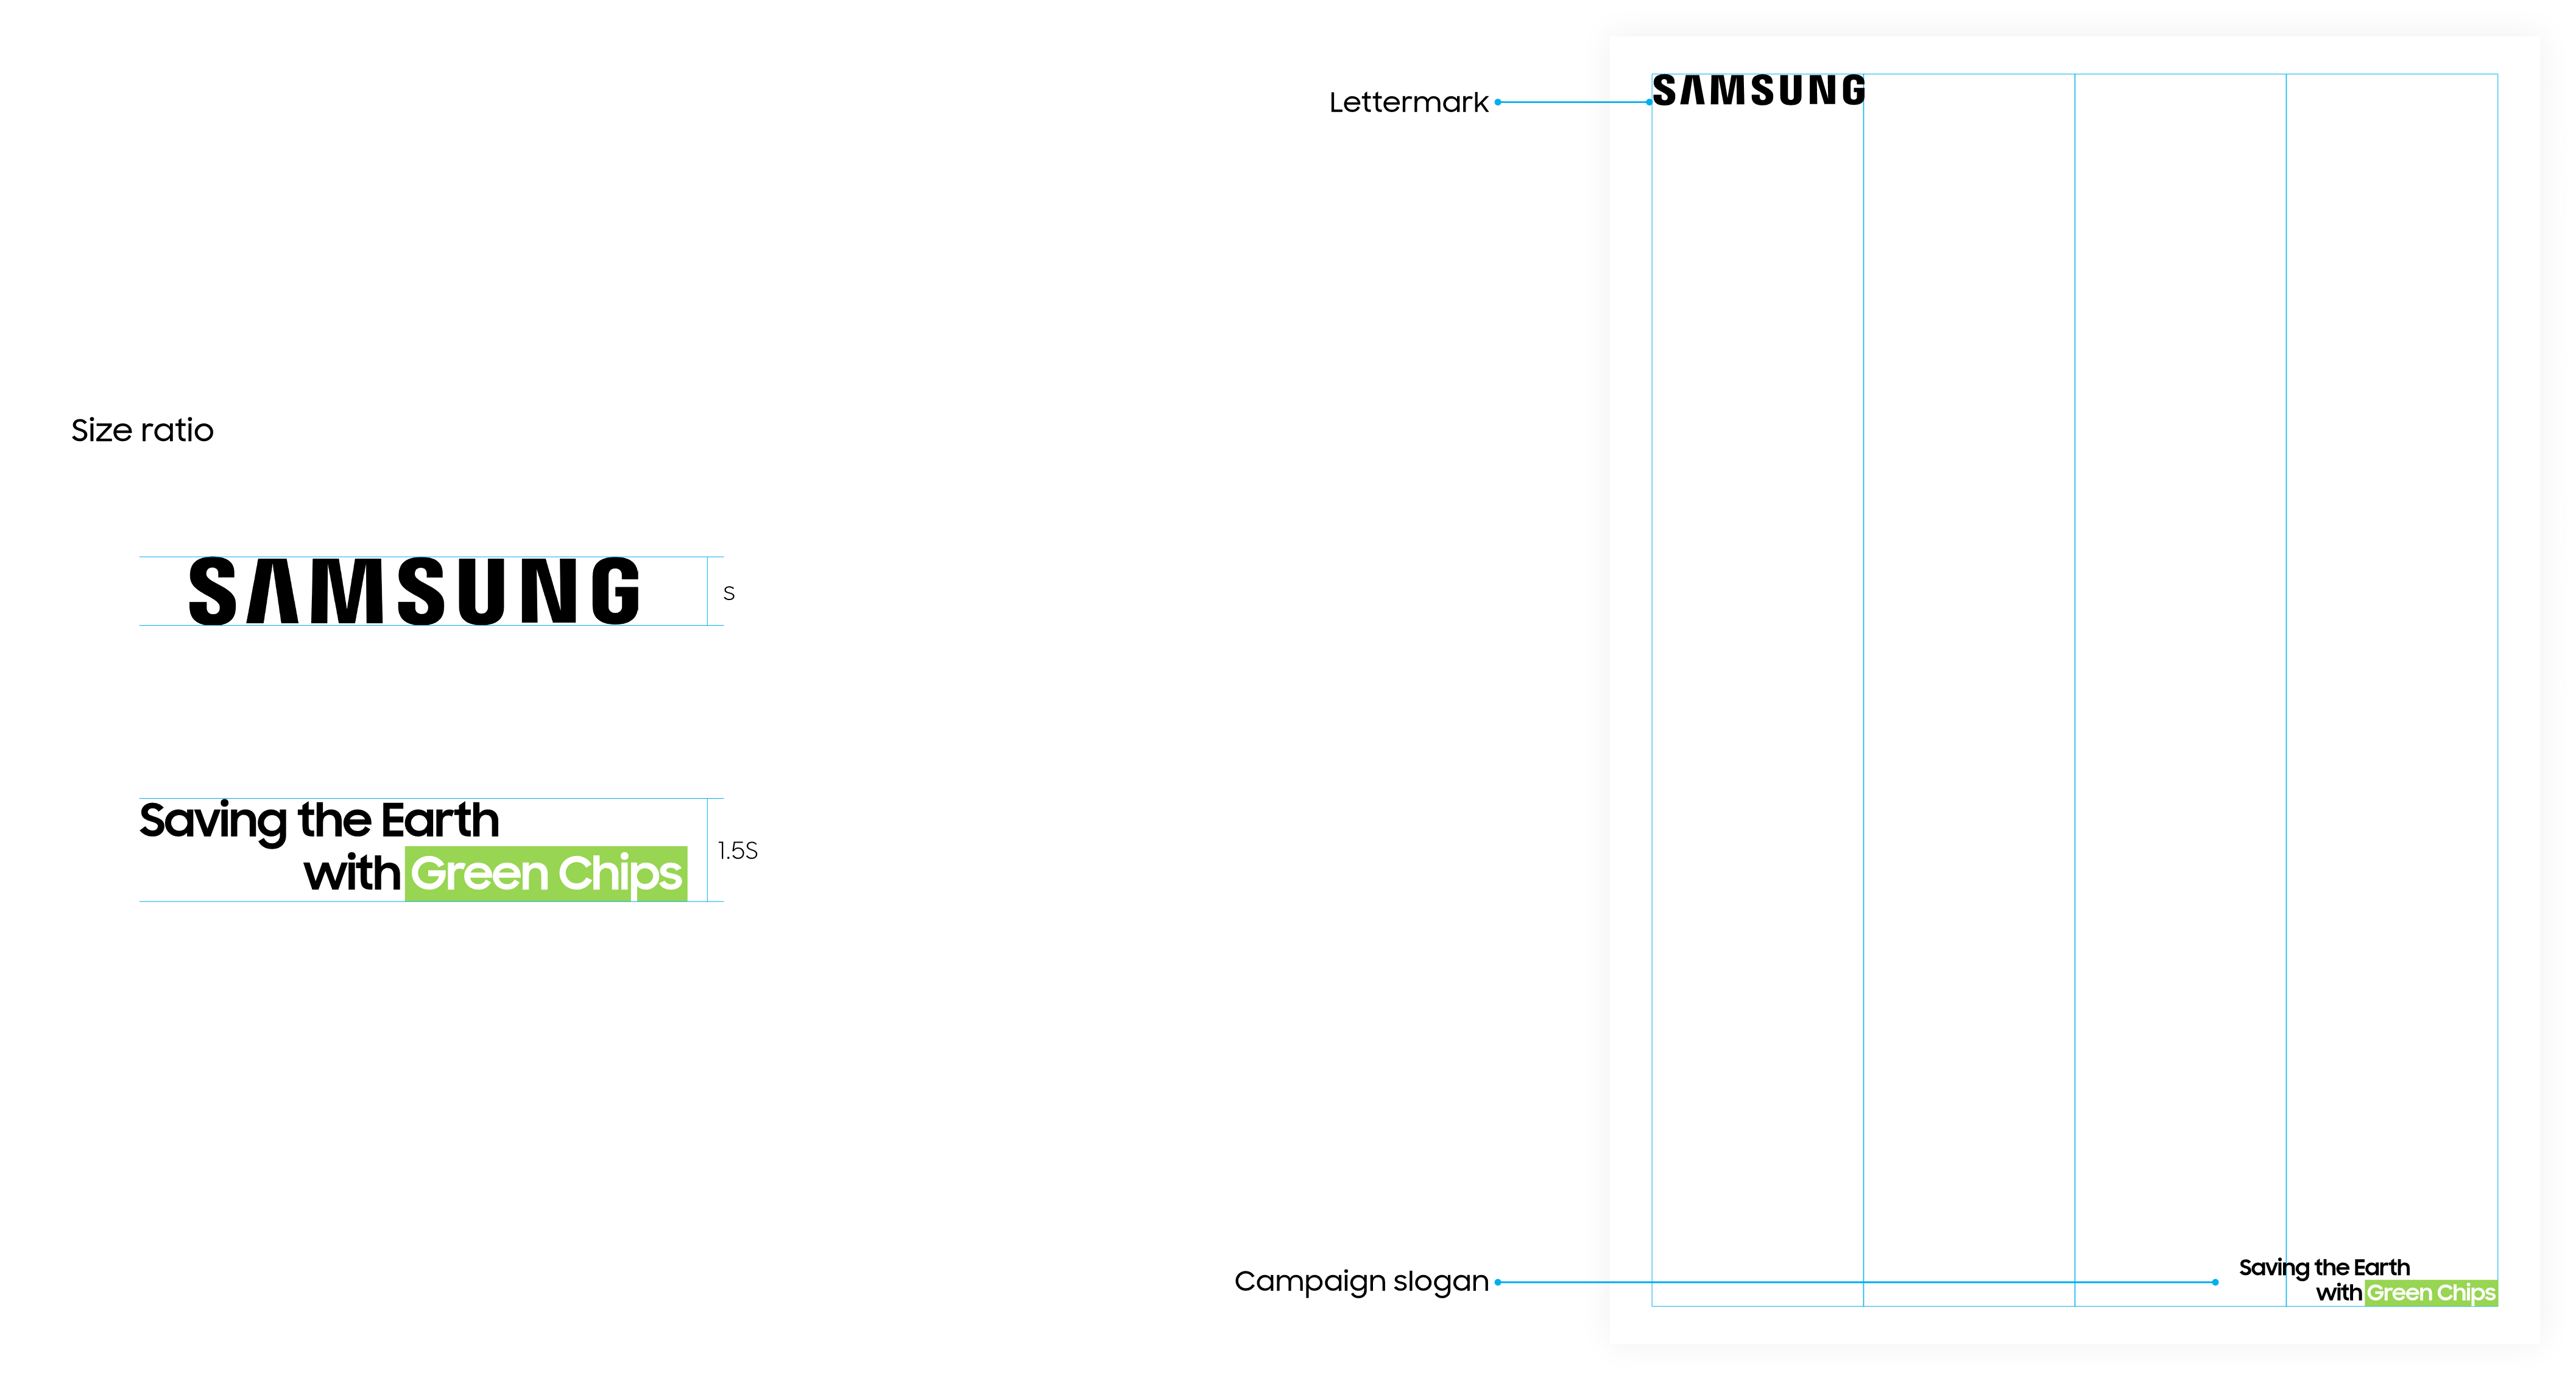 Size ratio
SAMSUNG
S
Saving the Earth
with Green Chips
1.5S
Lettermark
SAMSUNG
Campaign slogan
Saving the Earth
with Green Chips